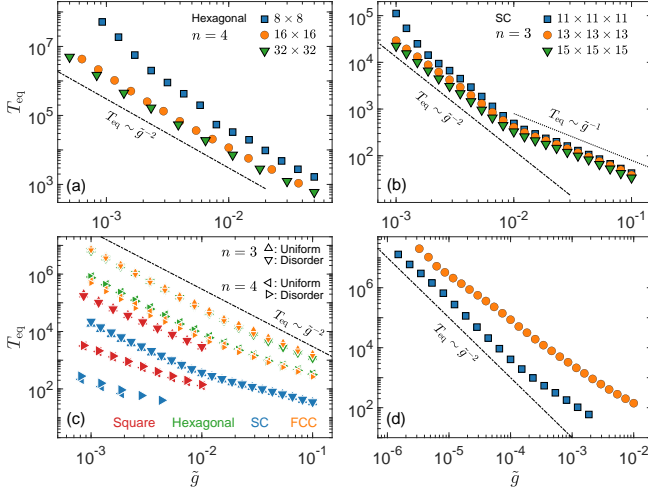 Hexagonal
n = 4
8 × 8
16 × 16
32 × 32
T_eq
10^7
10^5
10^3
T_eq ∼ g̃^−2
(a)
10^−3
10^−2
SC
n = 3
11 × 11 × 11
13 × 13 × 13
15 × 15 × 15
10^5
10^4
10^3
10^2
T_eq ∼ g̃^−1
T_eq ∼ g̃^−2
(b)
10^−3
10^−2
10^−1
T_eq
10^6
10^4
10^2
n = 3
: Uniform
: Disorder
n = 4
: Uniform
: Disorder
T_eq ∼ g̃^−2
(c)
Square
Hexagonal
SC
FCC
10^−3
10^−2
10^−1
g̃
10^6
10^4
10^2
T_eq ∼ g̃^−2
(d)
10^−6
10^−5
10^−4
10^−3
10^−2
g̃